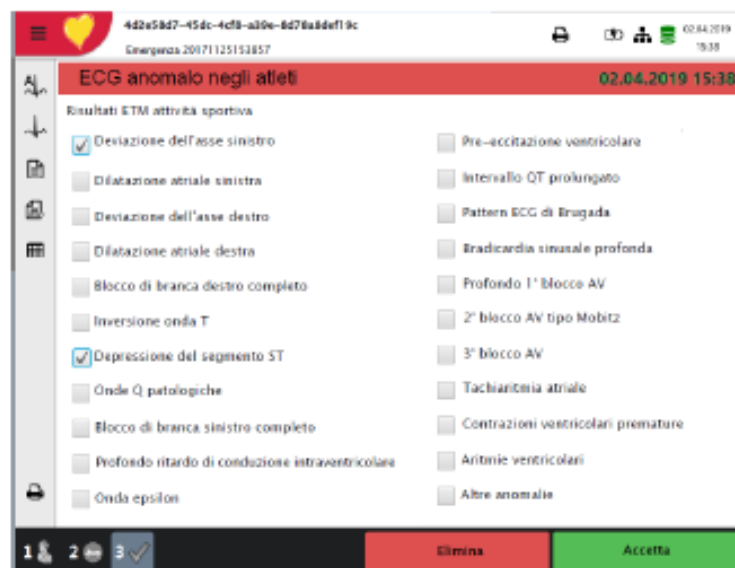 Emergenza 20171125153857
02.04.2019
15:38
ECG anomalo negli atleti
02.04.2019 15:38
Risultati ETM attività sportiva
Deviazione dell'asse sinistro
Dilatazione atriale sinistra
Deviazione dell'asse destro
Dilatazione atriale destra
Blocco di branca destro completo
Inversione onda T
Depressione del segmento ST
Onde Q patologiche
Blocco di branca sinistro completo
Profondo ritardo di conduzione intraventricolare
Onda epsilon
Pre-eccitazione ventricolare
Intervallo QT prolungato
Pattern ECG di Brugada
Bradicardia sinusale profonda
Profondo 1° blocco AV
2° blocco AV tipo Mobitz
3° blocco AV
Tachiaritmia atriale
Contrazioni ventricolari premature
Aritmie ventricolari
Altre anomalie
1 2 3
Elimina
Accetta